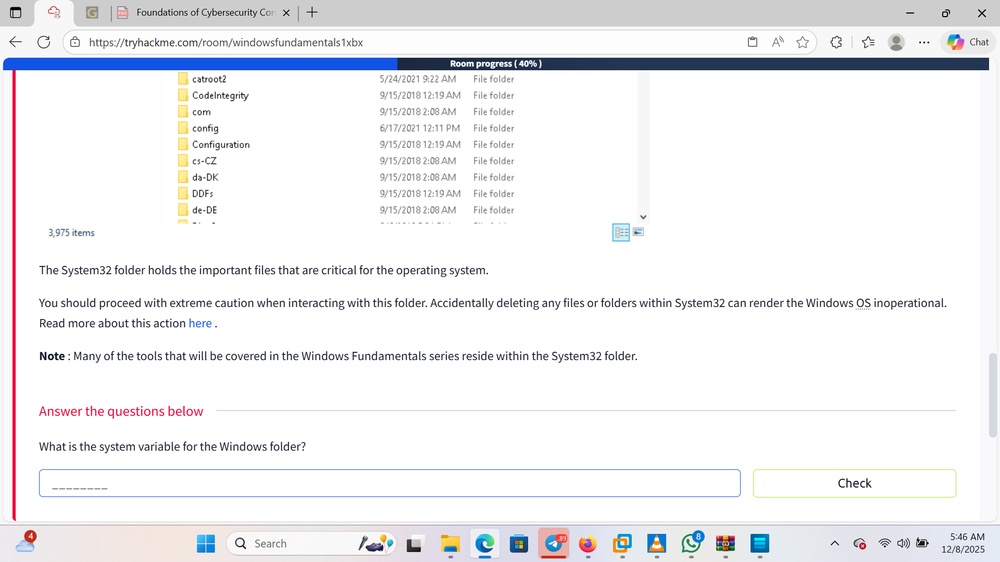 Foundations of Cybersecurity Con
https://tryhackme.com/room/windowsfundamentals1xbx
Chat
Room progress ( 40% )
catroot2 5/24/2021 9:22 AM File folder
CodeIntegrity 9/15/2018 12:19 AM File folder
com 9/15/2018 2:08 AM File folder
config 6/17/2021 12:11 PM File folder
Configuration 9/15/2018 12:19 AM File folder
cs-CZ 9/15/2018 2:08 AM File folder
da-DK 9/15/2018 2:08 AM File folder
DDFs 9/15/2018 12:19 AM File folder
de-DE 9/15/2018 2:08 AM File folder
3,975 items
The System32 folder holds the important files that are critical for the operating system.
You should proceed with extreme caution when interacting with this folder. Accidentally deleting any files or folders within System32 can render the Windows OS inoperational.
Read more about this action here .
Note : Many of the tools that will be covered in the Windows Fundamentals series reside within the System32 folder.
Answer the questions below
What is the system variable for the Windows folder?
________
Check
4
Search
..89
8
5:46 AM
12/8/2025